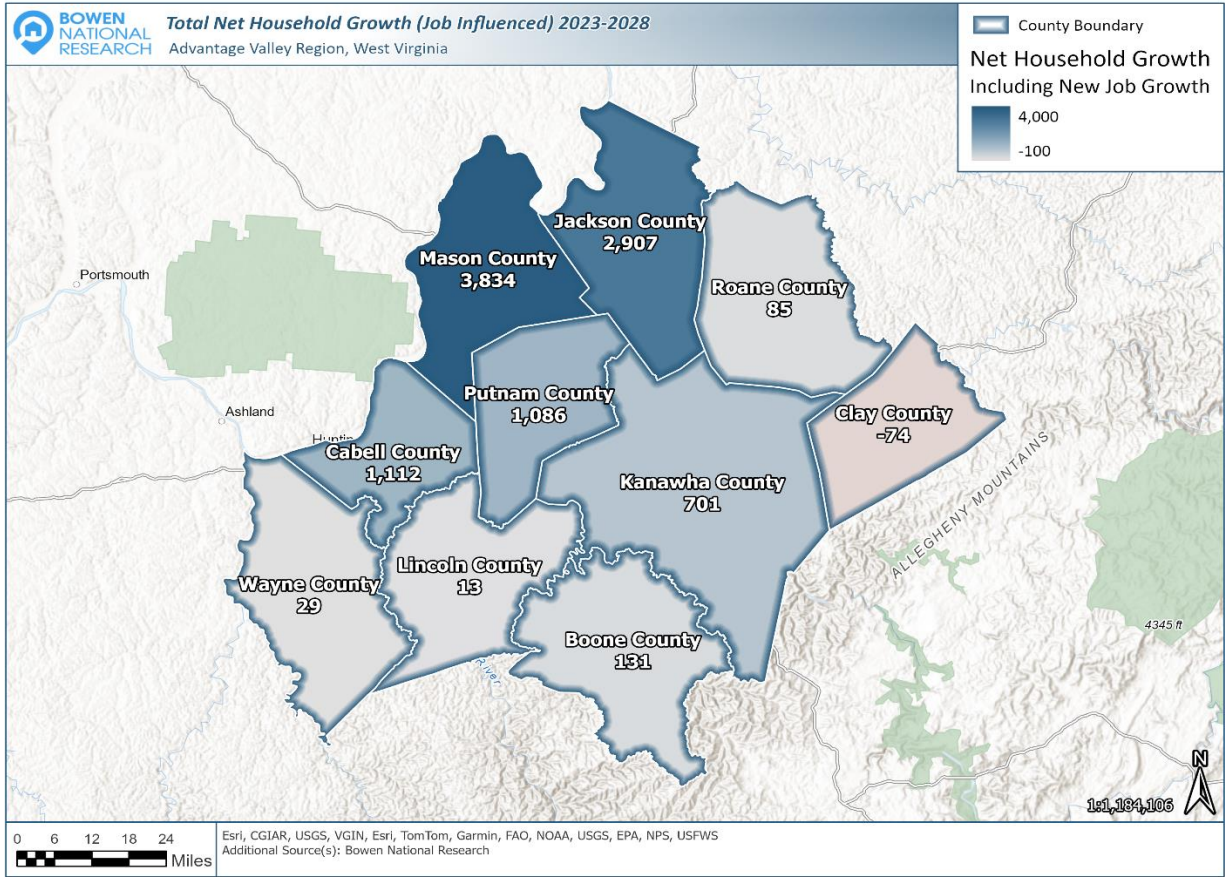 BOWEN
NATIONAL
RESEARCH
Total Net Household Growth (Job Influenced) 2023-2028
Advantage Valley Region, West Virginia
County Boundary
Net Household Growth
Including New Job Growth
4,000
-100
Jackson County
2,907
Mason County
3,834
Roane County
85
Portsmouth
Putnam County
1,086
Clay County
-74
Ashland
Cabell County
1,112
Kanawha County
701
ALLEGHENY MOUNTAINS
Lincoln County
13
Wayne County
29
Boone County
131
4345 ft
River
N
1:1,184,106
0 6 12 18 24
Miles
Esri, CGIAR, USGS, VGIN, Esri, TomTom, Garmin, FAO, NOAA, USGS, EPA, NPS, USFWS
Additional Source(s): Bowen National Research